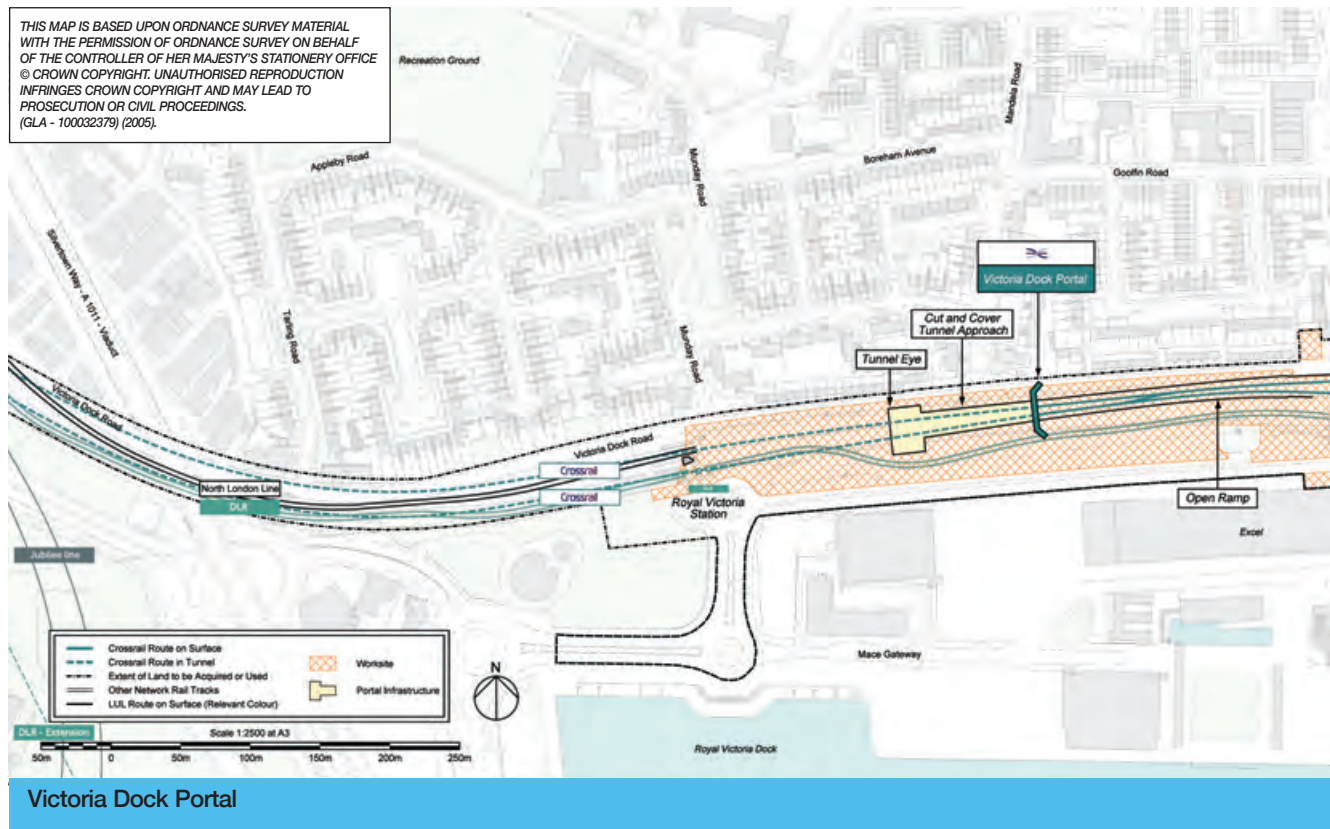 THIS MAP IS BASED UPON ORDNANCE SURVEY MATERIAL
WITH THE PERMISSION OF ORDNANCE SURVEY ON BEHALF
OF THE CONTROLLER OF HER MAJESTY'S STATIONERY OFFICE
© CROWN COPYRIGHT. UNAUTHORISED REPRODUCTION
INFRINGES CROWN COPYRIGHT AND MAY LEAD TO
PROSECUTION OR CIVIL PROCEEDINGS.
(GLA - 100032379) (2005).
Recreation Ground
Mandela Road
Appleby Road
Munday Road
Boreham Avenue
Goolfin Road
Silvertown Way - A 1011 - Viaduct
Victoria Dock Portal
Tarling Road
Cut and Cover
Tunnel Approach
Munday Road
Tunnel Eye
Victoria Dock Road
Victoria Dock Road
Crossrail
North London Line
Crossrail
DLR
Royal Victoria
Station
Open Ramp
Excel
Jubilee line
Crossrail Route on Surface
Crossrail Route in Tunnel
Extent of Land to be Acquired or Used
Other Network Rail Tracks
LUL Route on Surface (Relevant Colour)
Worksite
Portal Infrastructure
N
Mace Gateway
DLR - Extension
Scale 1:2500 at A3
50m 0 50m 100m 150m 200m 250m
Royal Victoria Dock
Victoria Dock Portal